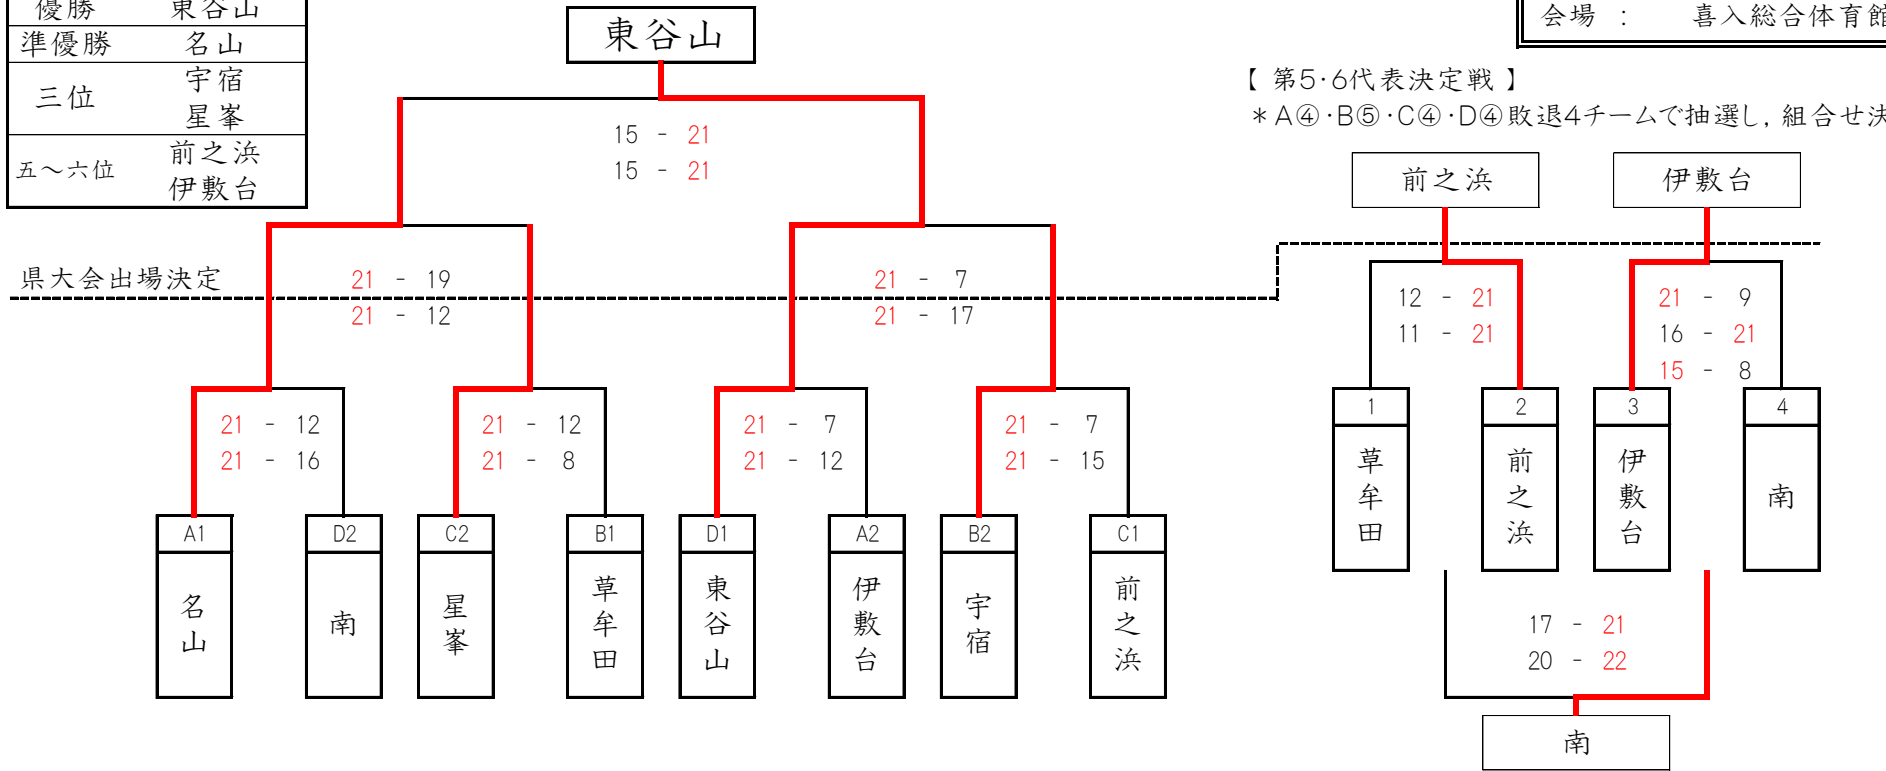 優勝 東谷山
準優勝 名山
三位 宇宿
星峯
五～六位 前之浜
伊敷台
東谷山
会場 : 喜入総合体育館
【 第5・6代表決定戦 】
*A④・B⑤・C④・D④敗退4チームで抽選し, 組合せ決
15 - 21
15 - 21
前之浜
伊敷台
県大会出場決定
21 - 19
21 - 12
21 - 7
21 - 17
12 - 21
11 - 21
21 - 9
16 - 21
15 - 8
21 - 12
21 - 16
21 - 12
21 - 8
21 - 7
21 - 12
21 - 7
21 - 15
1
草牟田
2
前之浜
3
伊敷台
4
南
A1
名山
D2
南
C2
星峯
B1
草牟田
D1
東谷山
A2
伊敷台
B2
宇宿
C1
前之浜
17 - 21
20 - 22
南